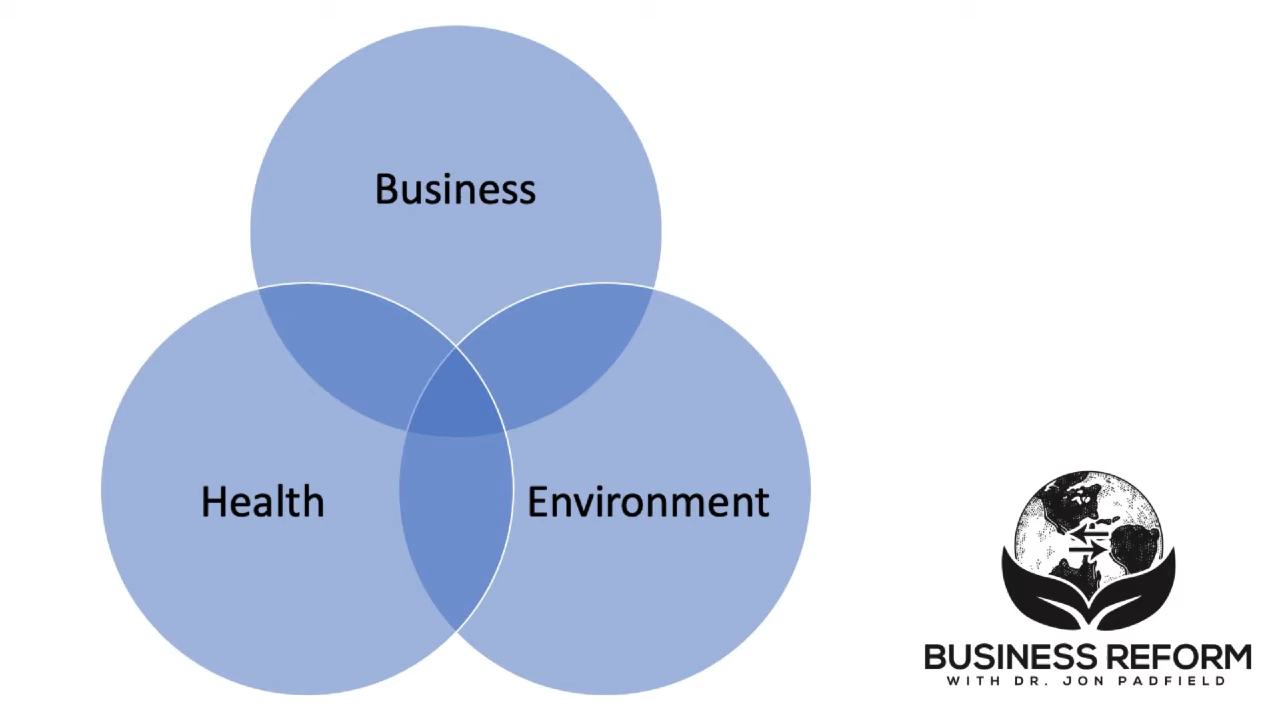 Business
Health
Environment
BUSINESS REFORM
WITH DR. JON PADFIELD